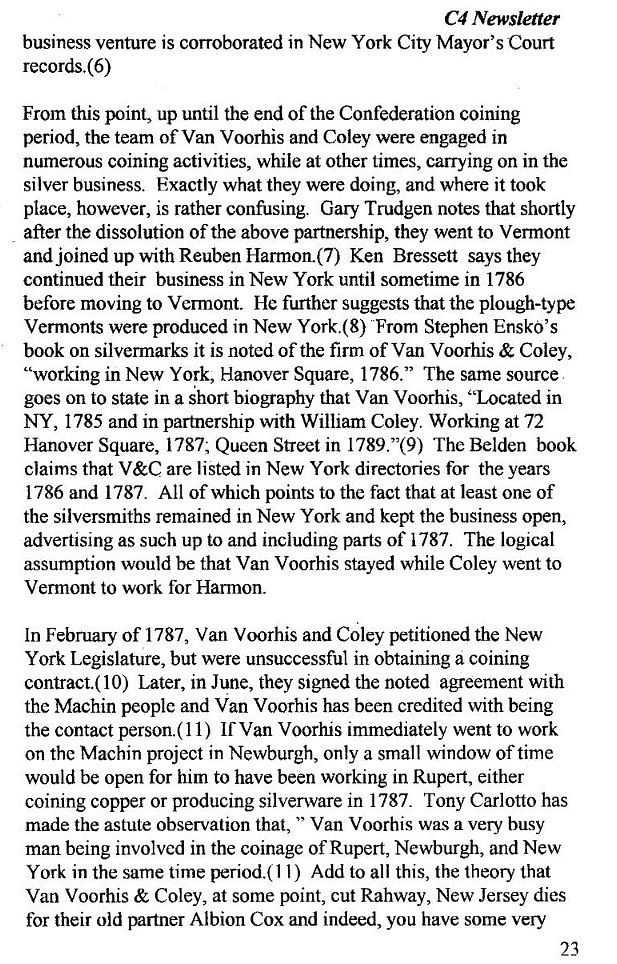 C4 Newsletter
business venture is corroborated in New York City Mayor's Court
records.(6)
From this point, up until the end of the Confederation coining
period, the team of Van Voorhis and Coley were engaged in
numerous coining activities, while at other times, carrying on in the
silver business. Exactly what they were doing, and where it took
place, however, is rather confusing. Gary Trudgen notes that shortly
after the dissolution of the above partnership, they went to Vermont
and joined up with Reuben Harmon.(7) Ken Bressett says they
continued their business in New York until sometime in 1786
before moving to Vermont. He further suggests that the plough-type
Vermonts were produced in New York.(8) From Stephen Ensko's
book on silvermarks it is noted of the firm of Van Voorhis & Coley,
“working in New York, Hanover Square, 1786.” The same source
goes on to state in a short biography that Van Voorhis, “Located in
NY, 1785 and in partnership with William Coley. Working at 72
Hanover Square, 1787; Queen Street in 1789.”(9) The Belden book
claims that V&C are listed in New York directories for the years
1786 and 1787. All of which points to the fact that at least one of
the silversmiths remained in New York and kept the business open,
advertising as such up to and including parts of 1787. The logical
assumption would be that Van Voorhis stayed while Coley went to
Vermont to work for Harmon.
In February of 1787, Van Voorhis and Coley petitioned the New
York Legislature, but were unsuccessful in obtaining a coining
contract.(10) Later, in June, they signed the noted agreement with
the Machin people and Van Voorhis has been credited with being
the contact person.(11) If Van Voorhis immediately went to work
on the Machin project in Newburgh, only a small window of time
would be open for him to have been working in Rupert, either
coining copper or producing silverware in 1787. Tony Carlotto has
made the astute observation that, ” Van Voorhis was a very busy
man being involved in the coinage of Rupert, Newburgh, and New
York in the same time period.(11) Add to all this, the theory that
Van Voorhis & Coley, at some point, cut Rahway, New Jersey dies
for their old partner Albion Cox and indeed, you have some very
23